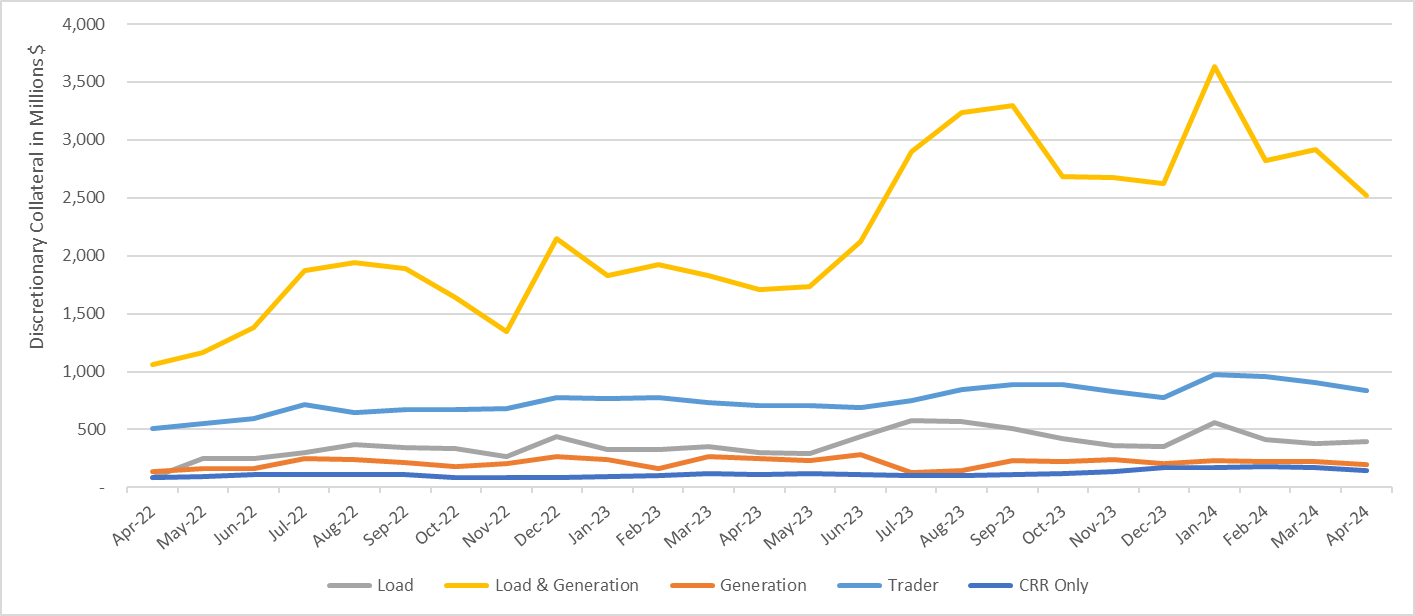 Discretionary Collateral in Millions $
4,000
3,500
3,000
2,500
2,000
1,500
1,000
500
-
Apr-22
May-22
Jun-22
Jul-22
Aug-22
Sep-22
Oct-22
Nov-22
Dec-22
Jan-23
Feb-23
Mar-23
Apr-23
May-23
Jun-23
Jul-23
Aug-23
Sep-23
Oct-23
Nov-23
Dec-23
Jan-24
Feb-24
Mar-24
Apr-24
Load
Load & Generation
Generation
Trader
CRR Only